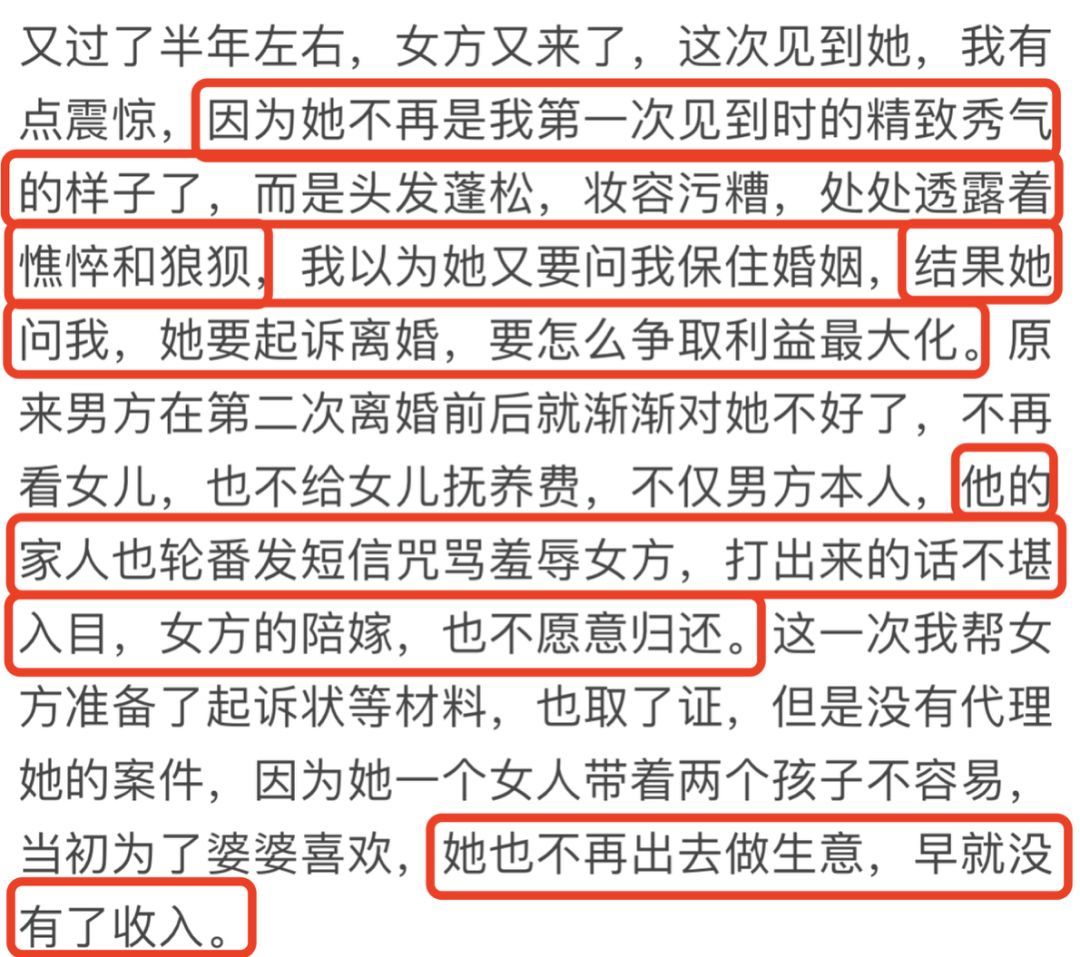 又过了半年左右，女方又来了，这次见到她，我有
点震惊，因为她不再是我第一次见到时的精致秀气
的样子了，而是头发蓬松，妆容污糟，处处透露着
憔悴和狼狈，我以为她又要问我保住婚姻，结果她
问我，她要起诉离婚，要怎么争取利益最大化。原
来男方在第二次离婚前后就渐渐对她不好了，不再
看女儿，也不给女儿抚养费，不仅男方本人，他的
家人也轮番发短信咒骂羞辱女方，打出来的话不堪
入目，女方的陪嫁，也不愿意归还。这一次我帮女
方准备了起诉状等材料，也取了证，但是没有代理
她的案件，因为她一个女人带着两个孩子不容易，
当初为了婆婆喜欢，她也不再出去做生意，早就没
有了收入。